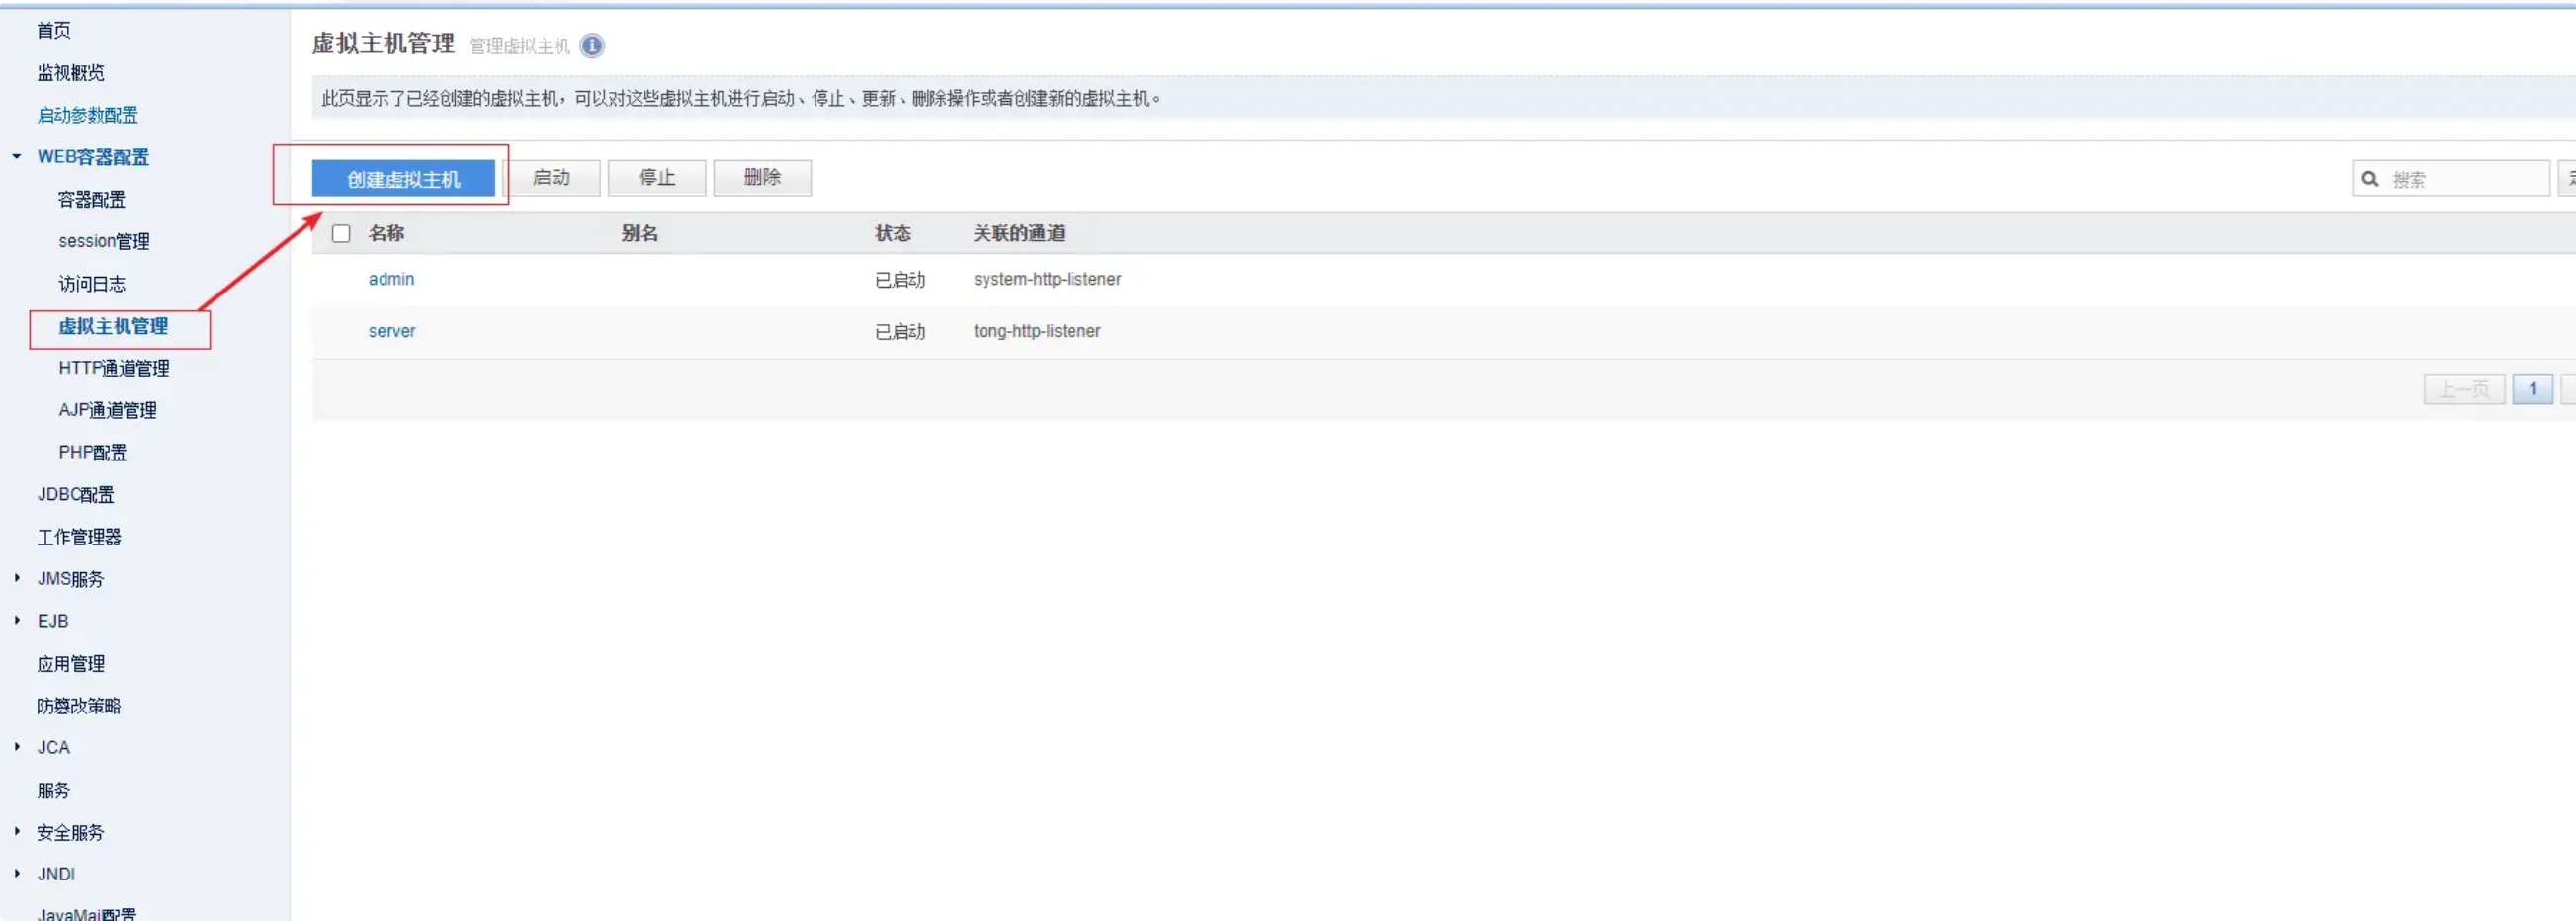 首页
监视概览
启动参数配置
WEB容器配置
容器配置
session管理
访问日志
虚拟主机管理
HTTP通道管理
AJP通道管理
PHP配置
JDBC配置
工作管理器
JMS服务
EJB
应用管理
防篡改策略
JCA
服务
安全服务
JNDI
JavaMail配置
虚拟主机管理 管理虚拟主机
此页显示了已经创建的虚拟主机，可以对这些虚拟主机进行启动、停止、更新、删除操作或者创建新的虚拟主机。
创建虚拟主机 启动 停止 删除 搜索
名称 别名 状态 关联的通道
admin 已启动 system-http-listener
server 已启动 tong-http-listener
上一页 1